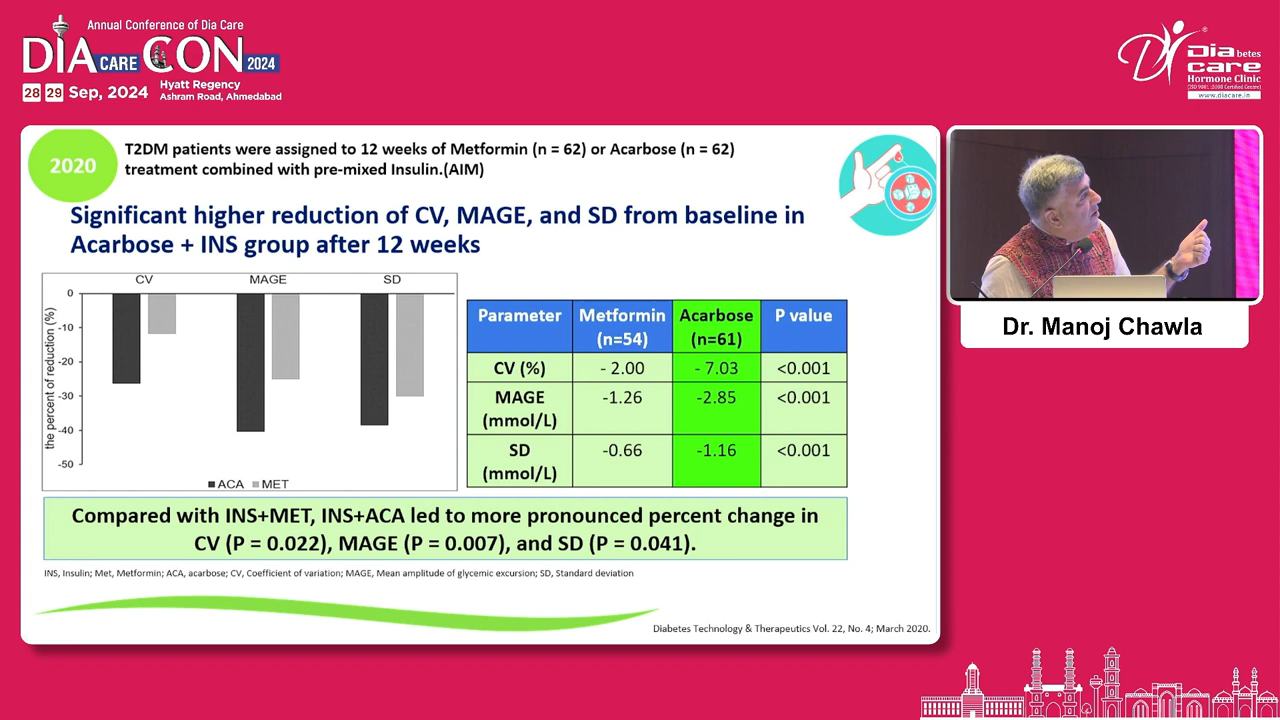 Annual Conference of Dia Care
DIA CARE CON 2024
28 29 Sep, 2024
Hyatt Regency
Ashram Road, Ahmedabad
Diabetes
care
Hormone Clinic
(ISO 9001:2008 Certified Centre)
www.diacare.in
2020
T2DM patients were assigned to 12 weeks of Metformin (n = 62) or Acarbose (n = 62)
treatment combined with pre-mixed Insulin.(AIM)
Significant higher reduction of CV, MAGE, and SD from baseline in
Acarbose + INS group after 12 weeks
CV MAGE SD
the percent of reduction (%)
0
-10
-20
-30
-40
-50
ACA MET
Parameter Metformin (n=54) Acarbose (n=61) P value
CV (%) - 2.00 - 7.03 <0.001
MAGE (mmol/L) -1.26 -2.85 <0.001
SD (mmol/L) -0.66 -1.16 <0.001
Compared with INS+MET, INS+ACA led to more pronounced percent change in
CV (P = 0.022), MAGE (P = 0.007), and SD (P = 0.041).
INS, Insulin; Met, Metformin; ACA, acarbose; CV, Coefficient of variation; MAGE, Mean amplitude of glycemic excursion; SD, Standard deviation
Diabetes Technology & Therapeutics Vol. 22, No. 4; March 2020.
Dr. Manoj Chawla